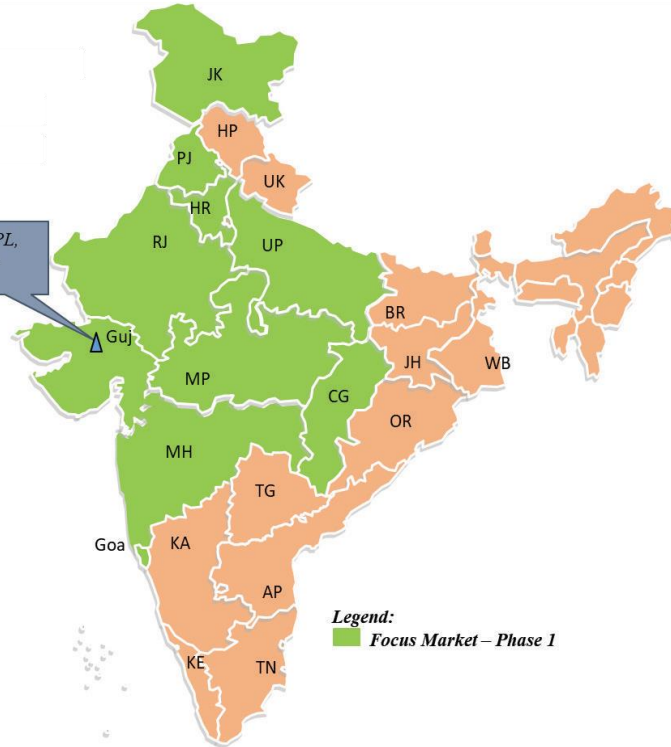 JK
HP
PJ
UK
HR
PL,
RJ
UP
BR
Guj
JH
WB
MP
CG
OR
MH
TG
Goa
KA
AP
Legend:
Focus Market – Phase 1
KE
TN